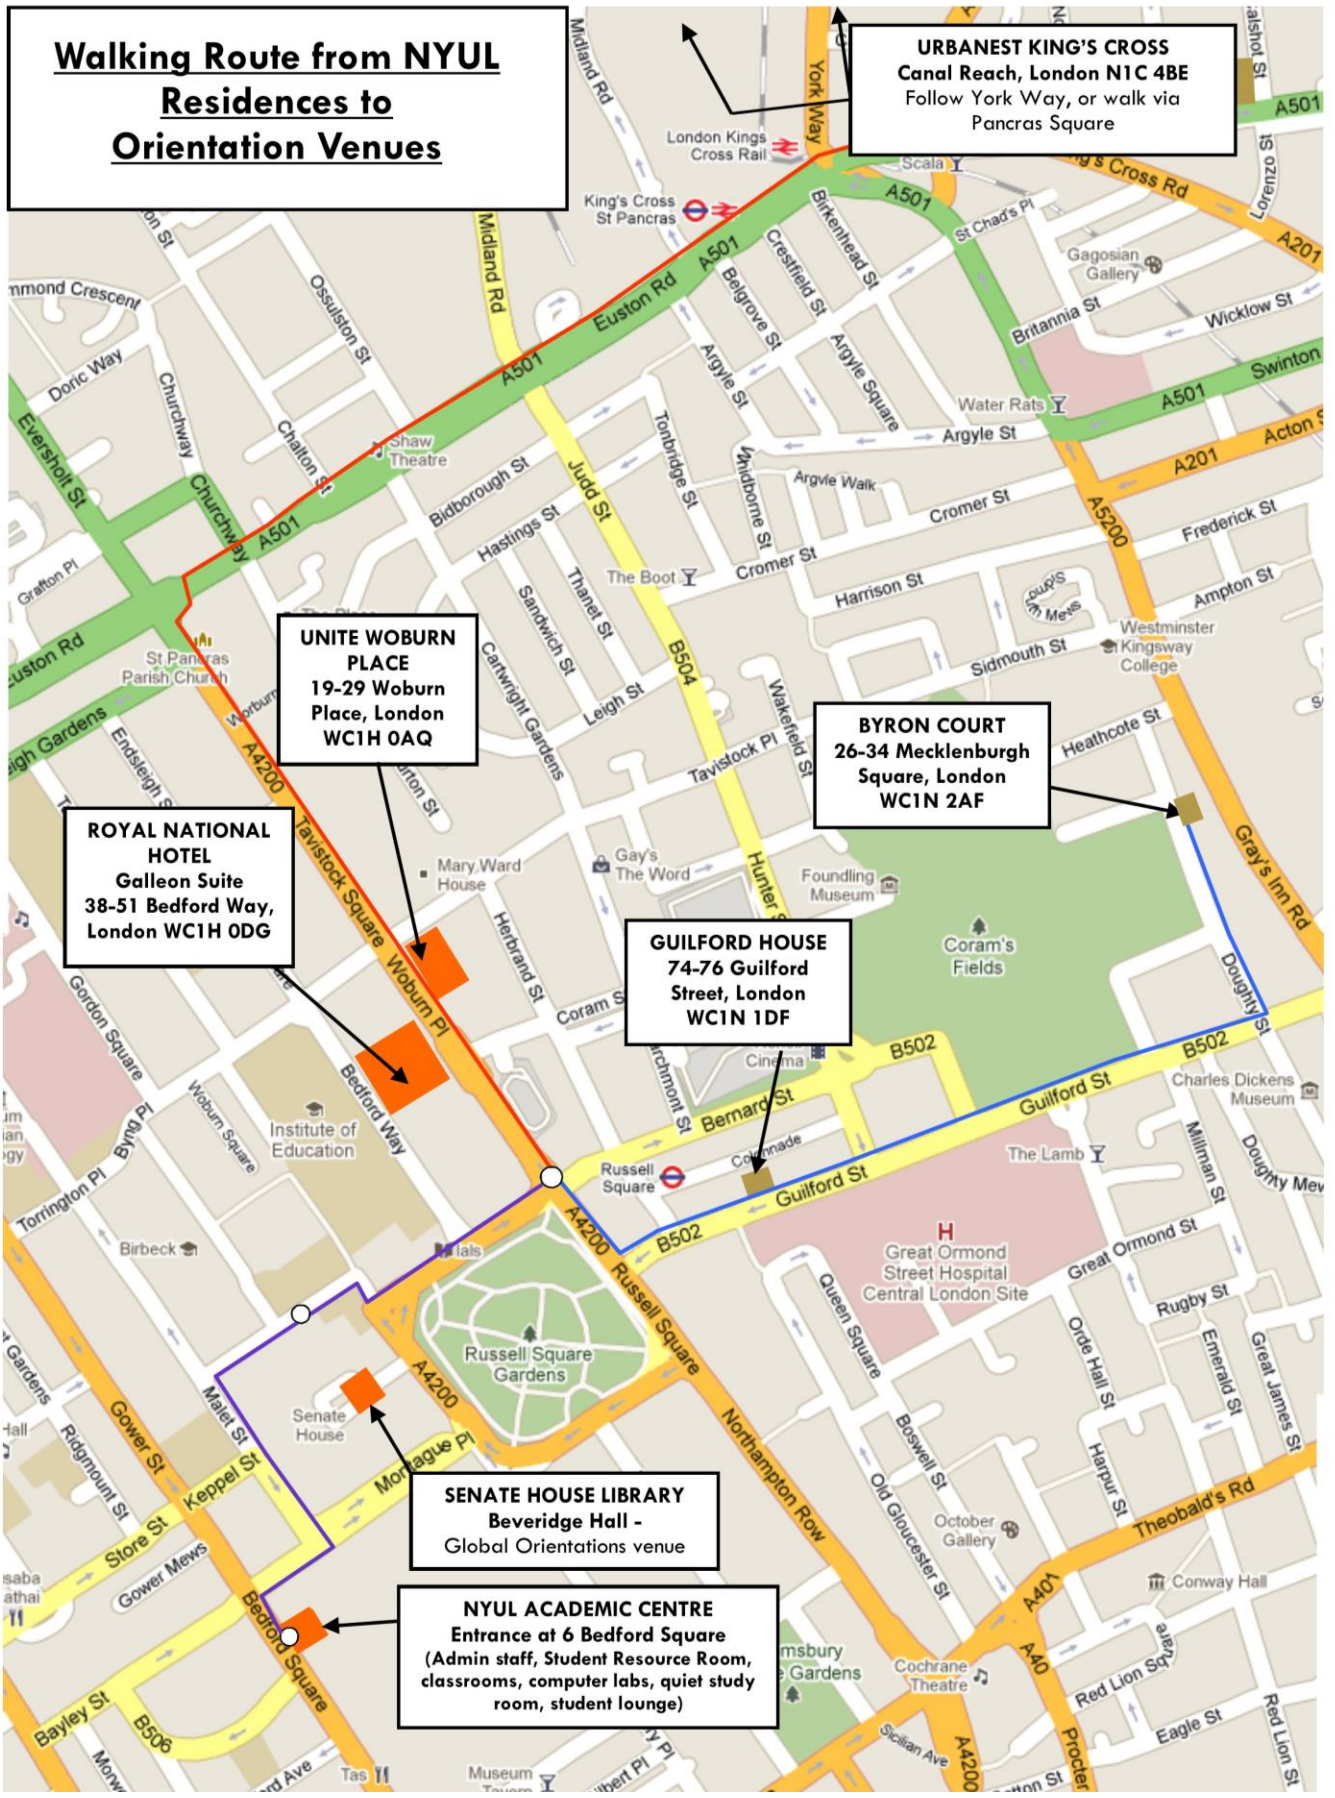 Walking Route from NYUL
Residences to
Orientation Venues
URBANEST KING'S CROSS
Canal Reach, London N1C 4BE
Follow York Way, or walk via
Pancras Square
Midland Rd
York Way
A501
London Kings
Cross Rail
Scala
King's Cross
St Pancras
A501
Lorenzo St
A201
Birkenhead St
St Chad's Pl
Gagosian
Gallery
Midland Rd
A501
Crestfield St
Belgrove St
Euston Rd
Britannia St
Wicklow St
Ossulston St
Doric Way
Churchway
A501
Argyle St
Argyle Square
Swinton
A501
Water Rats
Eversholt St
Chalton St
Shaw
Theatre
Tonbridge St
Argyle St
Acton
A201
Churchway
A501
Bidborough St
Judd St
Whidborne St
Argyle Walk
Cromer St
A5200
Frederick St
Hastings St
Grafton Pl
The Boot
Cromer St
Harrison St
Ampton St
Thanet St
Sandwich St
Euston Rd
St Pancras
Parish Church
UNITE WOBURN
PLACE
19-29 Woburn
Place, London
WC1H 0AQ
Cartwright Gardens
Leigh St
B504
Sidmouth St
Westminster
Kingsway
College
Wakefield St
Tavistock Pl
Heathcote St
BYRON COURT
26-34 Mecklenburgh
Square, London
WC1N 2AF
A4200
ROYAL NATIONAL
HOTEL
Galleon Suite
38-51 Bedford Way,
London WC1H 0DG
Tavistock Square
Mary Ward
House
Gay's
The Word
Foundling
Museum
Gray's Inn Rd
GUILFORD HOUSE
74-76 Guilford
Street, London
WC1N 1DF
Coram's
Fields
Doughty St
Herbrand St
Coram
Woburn Pl
Gordon Square
Cinema
B502
B502
Guilford St
Charles Dickens
Museum
Bedford Way
Woburn Square
Institute of
Education
Byng Pl
Torrington Pl
Bernard St
Russell
Square
Guilford St
The Lamb
Millman St
Doughty Mew
Birbeck
Ials
A4200
B502
H
Great Ormond
Street Hospital
Central London Site
Great Ormond St
Russell Square
Russell Square
Gardens
Queen Square
Rugby St
Orde Hall St
Emerald St
Great James St
A4200
Senate
House
Malet St
Gower St
Ridgmount St
Northampton Row
Boswell St
Old Gloucester St
Harpur St
Montague Pl
Keppel St
Store St
Gower Mews
SENATE HOUSE LIBRARY
Beveridge Hall -
Global Orientations venue
October
Gallery
Theobald's Rd
Conway Hall
A401
NYUL ACADEMIC CENTRE
Entrance at 6 Bedford Square
(Admin staff, Student Resource Room,
classrooms, computer labs, quiet study
room, student lounge)
Bedford Square
Cochrane
Theatre
A40
Red Lion Sq
Bayley St
B506
Sicilian Ave
A4200
Procter
Eagle St
Red Lion St
Tas
Museum